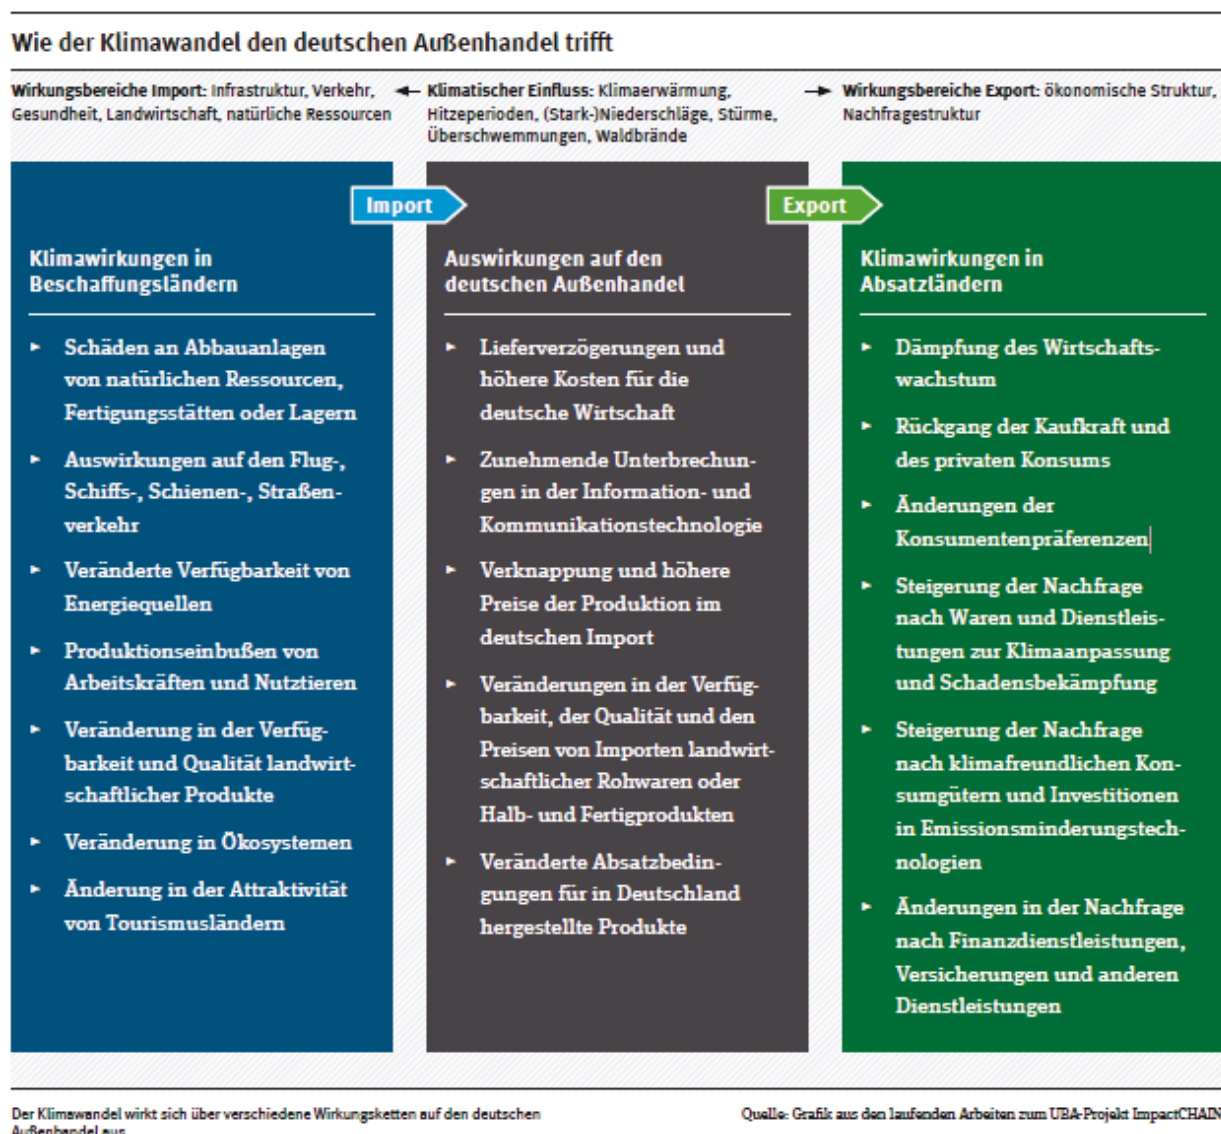 Wie der Klimawandel den deutschen Außenhandel trifft
Wirkungsbereiche Import: Infrastruktur, Verkehr,
Gesundheit, Landwirtschaft, natürliche Ressourcen
Klimatischer Einfluss: Klimaerwärmung,
Hitzeperioden, (Stark-)Niederschläge, Stürme,
Überschwemmungen, Waldbrände
Wirkungsbereiche Export: ökonomische Struktur,
Nachfragestruktur
Import
Export
Klimawirkungen in
Beschaffungsländern
► Schäden an Abbauanlagen
von natürlichen Ressourcen,
Fertigungsstätten oder Lagern
► Auswirkungen auf den Flug-,
Schiffs-, Schienen-, Straßen-
verkehr
► Veränderte Verfügbarkeit von
Energiequellen
► Produktionseinbußen von
Arbeitskräften und Nutztieren
► Veränderung in der Verfüg-
barkeit und Qualität landwirt-
schaftlicher Produkte
► Veränderung in Ökosystemen
► Änderung in der Attraktivität
von Tourismusländern
Auswirkungen auf den
deutschen Außenhandel
► Lieferverzögerungen und
höhere Kosten für die
deutsche Wirtschaft
► Zunehmende Unterbrechun-
gen in der Information- und
Kommunikationstechnologie
► Verknappung und höhere
Preise der Produktion im
deutschen Import
► Veränderungen in der Verfüg-
barkeit, der Qualität und den
Preisen von Importen landwirt-
schaftlicher Rohwaren oder
Halb- und Fertigprodukten
► Veränderte Absatzbedin-
gungen für in Deutschland
hergestellte Produkte
Klimawirkungen in
Absatzländern
► Dämpfung des Wirtschafts-
wachstum
► Rückgang der Kaufkraft und
des privaten Konsums
► Änderungen der
Konsumentenpräferenzen
► Steigerung der Nachfrage
nach Waren und Dienstleis-
tungen zur Klimaanpassung
und Schadensbekämpfung
► Steigerung der Nachfrage
nach klimafreundlichen Kon-
sumgütern und Investitionen
in Emissionsminderungstech-
nologien
► Änderungen in der Nachfrage
nach Finanzdienstleistungen,
Versicherungen und anderen
Dienstleistungen
Der Klimawandel wirkt sich über verschiedene Wirkungsketten auf den deutschen
Außenhandel aus
Quelle: Grafik aus den laufenden Arbeiten zum UBA-Projekt ImpactCHAIN